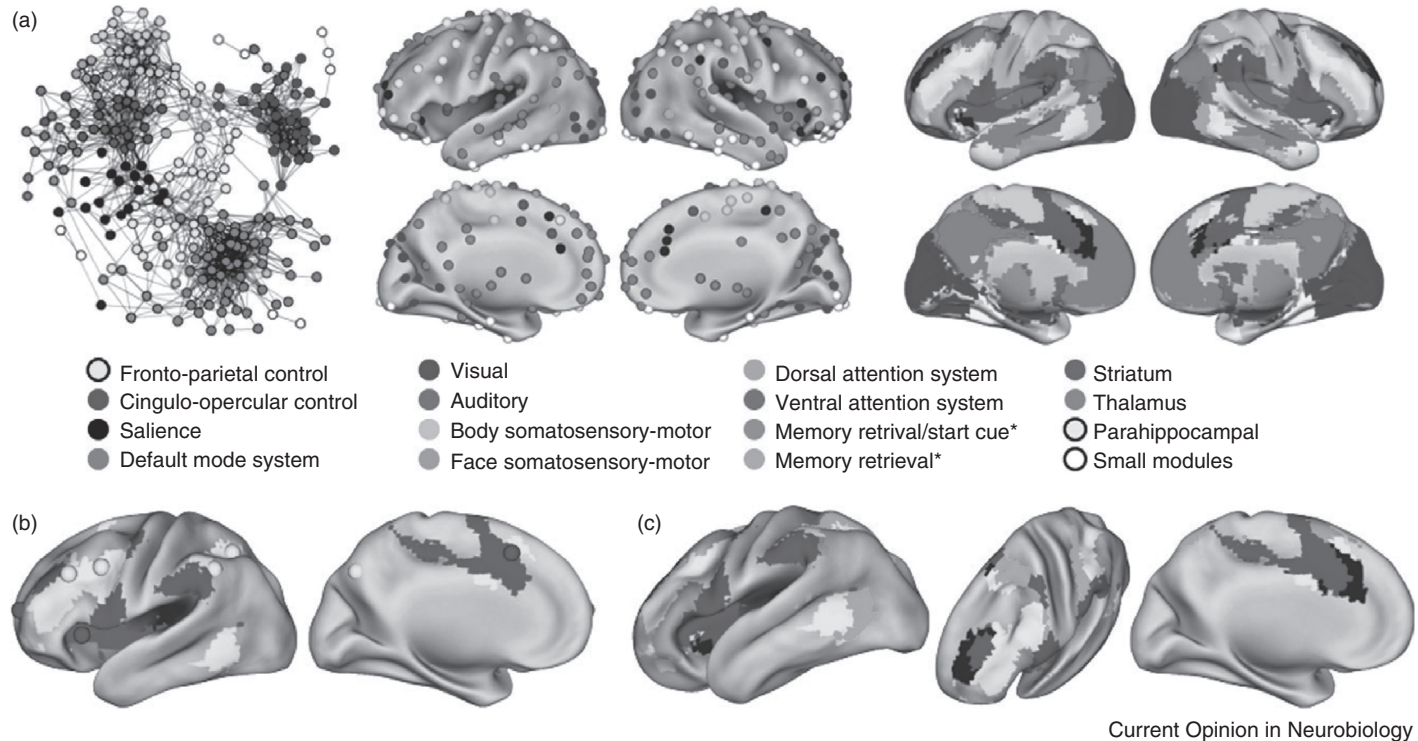 (a)
Fronto-parietal control
Cingulo-opercular control
Salience
Default mode system
Visual
Auditory
Body somatosensory-motor
Face somatosensory-motor
Dorsal attention system
Ventral attention system
Memory retrival/start cue*
Memory retrieval*
Striatum
Thalamus
Parahippocampal
Small modules
(b)
(c)
Current Opinion in Neurobiology